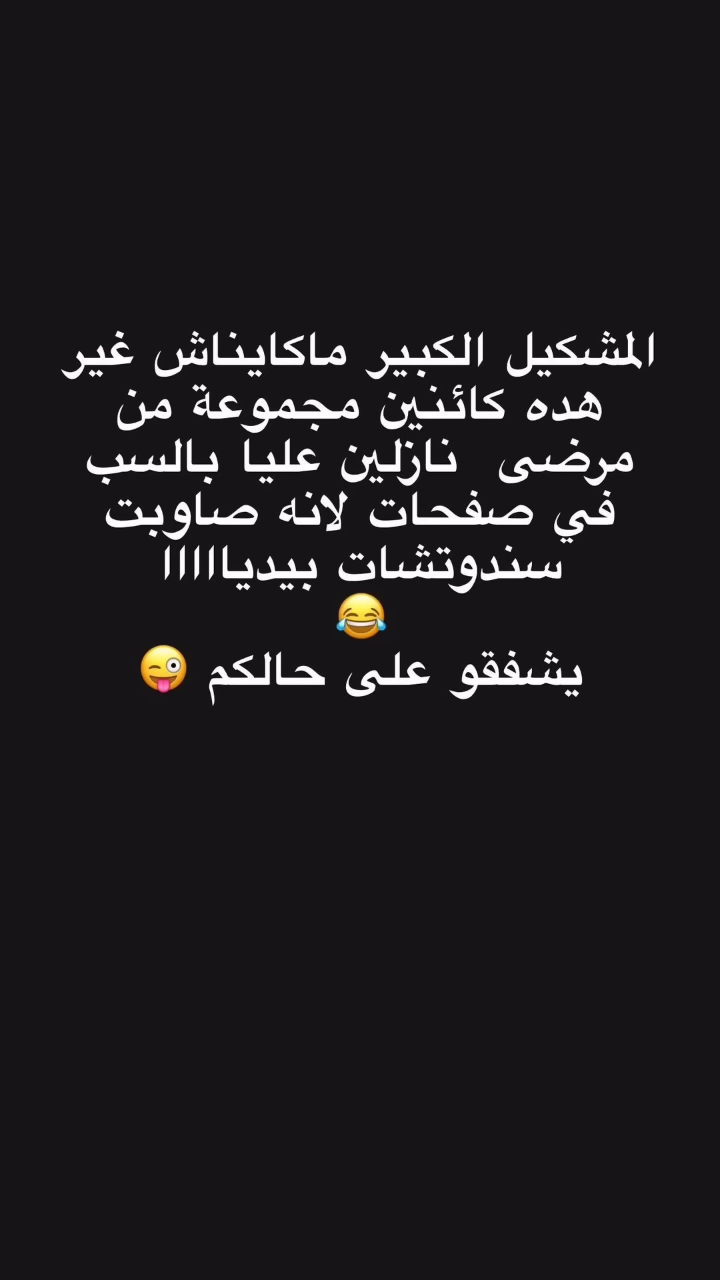 المشكيل الكبير ماكايناش غير
هده كائنين مجموعة من
مرضى نازلين عليا بالسب
في صفحات لانه صاوبت
سندوتشات بيدياااااا
😂
يشفقو على حالكم 😜